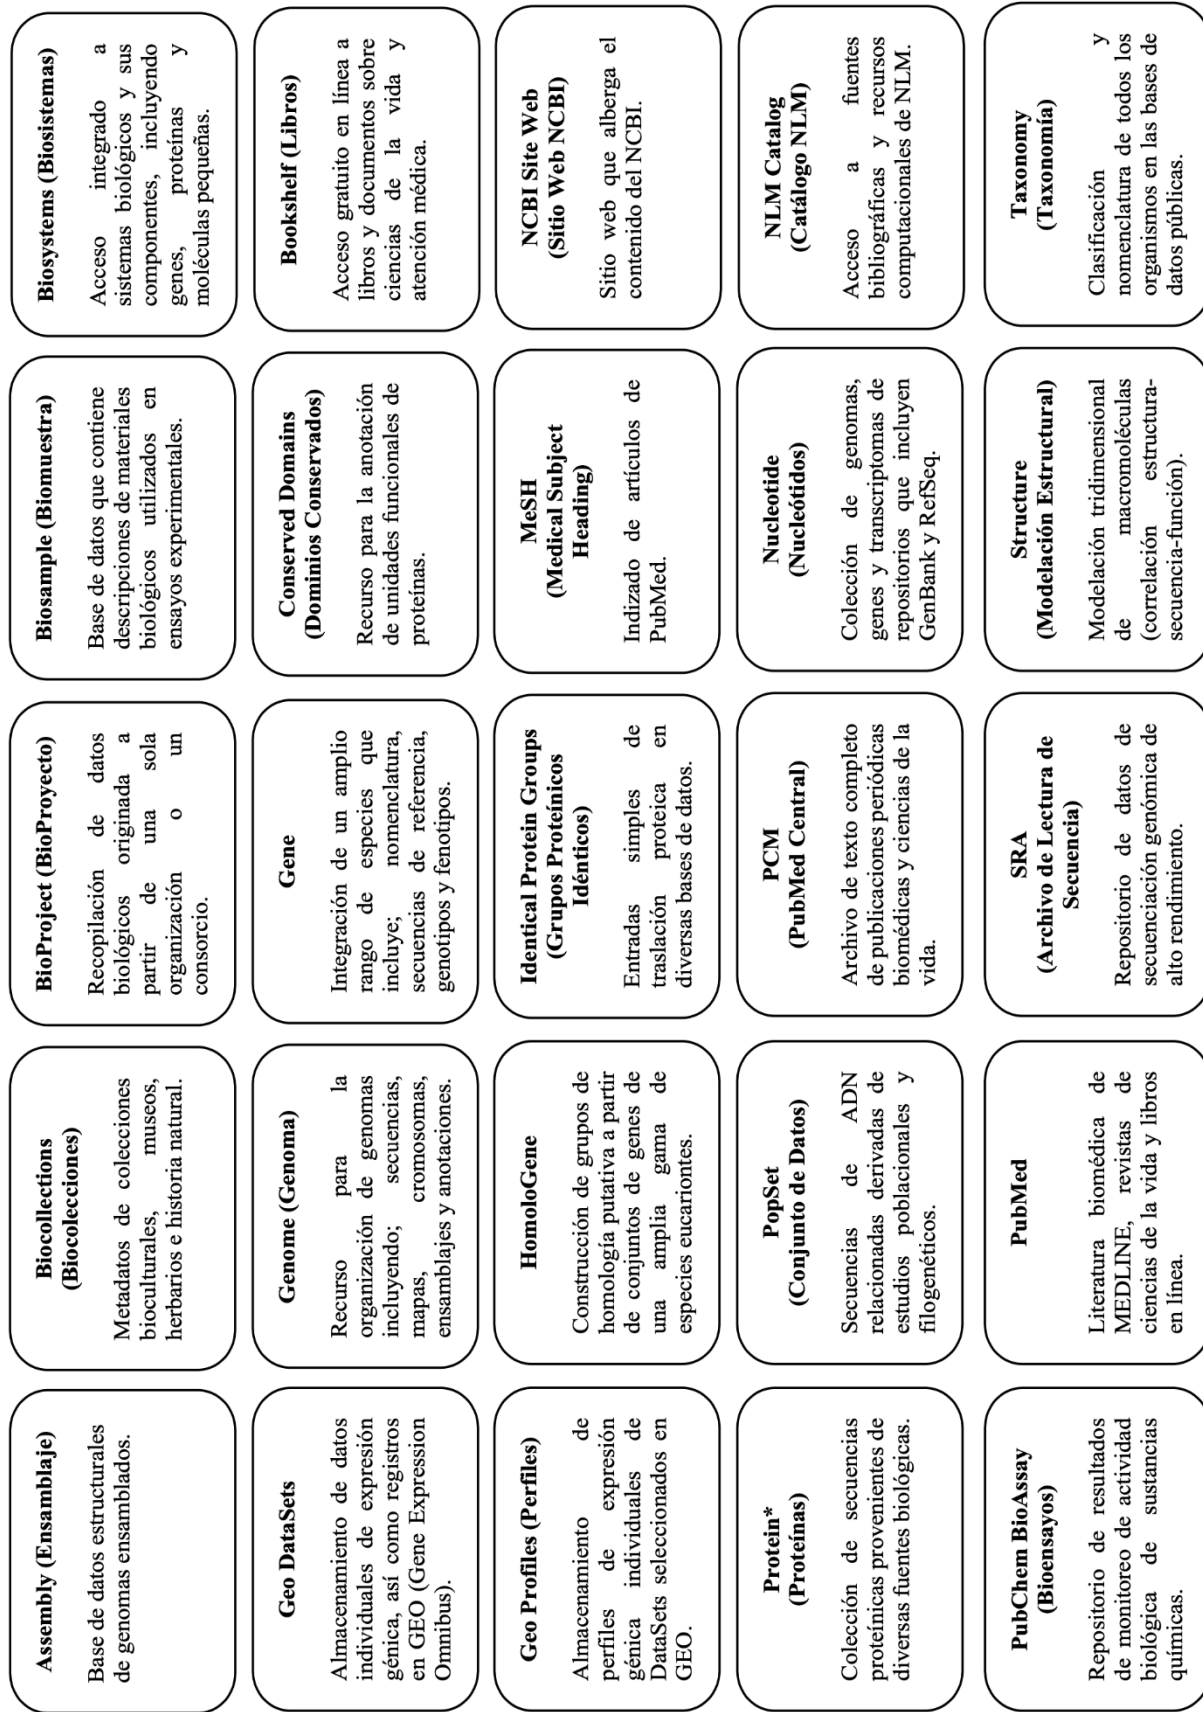 Assembly (Ensamblaje)
Base de datos estructurales
de genomas ensamblados.
Biocollections
(Biocolecciones)
Metadatos de colecciones
bioculturales, museos,
herbarios e historia natural.
BioProject (BioProyecto)
Recopilación de datos
biológicos originada a
partir de una sola
organización o un
consorcio.
Biosample (Biomuestra)
Base de datos que contiene
descripciones de materiales
biológicos utilizados en
ensayos experimentales.
Biosystems (Biosistemas)
Acceso integrado a
sistemas biológicos y sus
componentes, incluyendo
genes, proteínas y
moléculas pequeñas.
Geo DataSets
Almacenamiento de datos
individuales de expresión
génica, así como registros
en GEO (Gene Expression
Omnibus).
Genome (Genoma)
Recurso para la
organización de genomas
incluyendo; secuencias,
mapas, cromosomas,
ensamblajes y anotaciones.
Gene
Integración de un amplio
rango de especies que
incluye; nomenclatura,
secuencias de referencia,
genotipos y fenotipos.
Conserved Domains
(Dominios Conservados)
Recurso para la anotación
de unidades funcionales de
proteínas.
Bookshelf (Libros)
Acceso gratuito en línea a
libros y documentos sobre
ciencias de la vida y
atención médica.
Geo Profiles (Perfiles)
Almacenamiento de
perfiles de expresión
génica individuales de
DataSets seleccionados en
GEO.
HomoloGene
Construcción de grupos de
homología putativa a partir
de conjuntos de genes de
una amplia gama de
especies eucariontes.
Identical Protein Groups
(Grupos Proteínicos
Idénticos)
Entradas simples de
traslación proteica en
diversas bases de datos.
MeSH
(Medical Subject
Heading)
Indizado de artículos de
PubMed.
NCBI Site Web
(Sitio Web NCBI)
Sitio web que alberga el
contenido del NCBI.
Protein*
(Proteínas)
Colección de secuencias
proteínicas provenientes de
diversas fuentes biológicas.
PopSet
(Conjunto de Datos)
Secuencias de ADN
relacionadas derivadas de
estudios poblacionales y
filogenéticos.
PCM
(PubMed Central)
Archivo de texto completo
de publicaciones periódicas
biomédicas y ciencias de la
vida.
Nucleotide
(Nucleótidos)
Colección de genomas,
genes y transcriptomas de
repositorios que incluyen
GenBank y RefSeq.
NLM Catalog
(Catálogo NLM)
Acceso a fuentes
bibliográficas y recursos
computacionales de NLM.
PubChem BioAssay
(Bioensayos)
Repositorio de resultados
de monitoreo de actividad
biológica de sustancias
químicas.
PubMed
Literatura biomédica de
MEDLINE, revistas de
ciencias de la vida y libros
en línea.
SRA
(Archivo de Lectura de
Secuencia)
Repositorio de datos de
secuenciación genómica de
alto rendimiento.
Structure
(Modelación Estructural)
Modelación tridimensional
de macromoléculas
(correlación estructura-
secuencia-función).
Taxonomy
(Taxonomía)
Clasificación y
nomenclatura de todos los
organismos en las bases de
datos públicas.